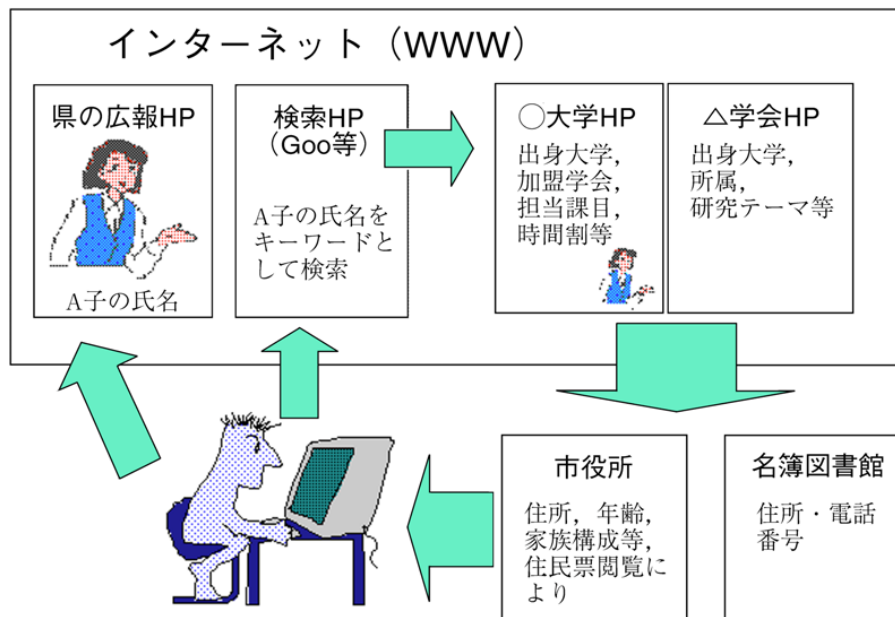 インターネット（WWW）
県の広報HP
A子の氏名
検索HP
（Goo等）
A子の氏名を
キーワードと
して検索
○大学HP
出身大学，
加盟学会，
担当課目，
時間割等
△学会HP
出身大学，
所属，
研究テーマ等
市役所
住所，年齢，
家族構成等，
住民票閲覧に
より
名簿図書館
住所・電話
番号